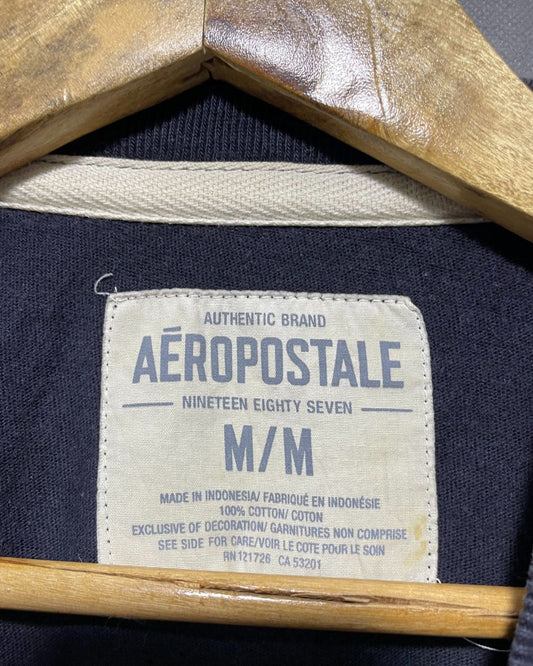 AUTHENTIC BRAND
AÉROPOSTALE
NINETEEN EIGHTY SEVEN
M/M
MADE IN INDONESIA/ FABRIQUÉ EN INDONÉSIE
100% COTTON/ COTON
EXCLUSIVE OF DECORATION/ GARNITURES NON COMPRISE
SEE SIDE FOR CARE/VOIR LE COTE POUR LE SOIN
RN 121726 CA 53201